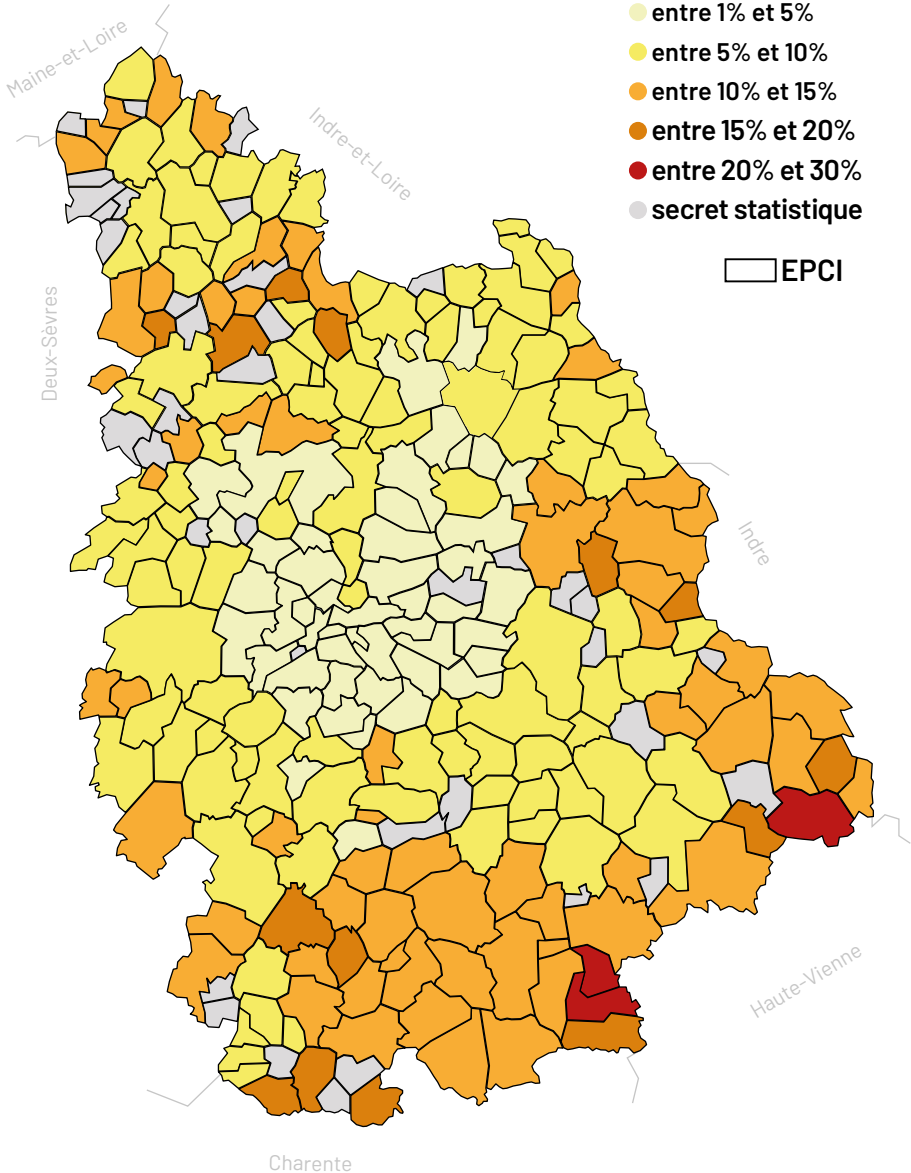 entre 1% et 5%
entre 5% et 10%
entre 10% et 15%
entre 15% et 20%
entre 20% et 30%
secret statistique
EPCI
Maine-et-Loire
Indre-et-Loire
Deux-Sèvres
Indre
Haute-Vienne
Charente